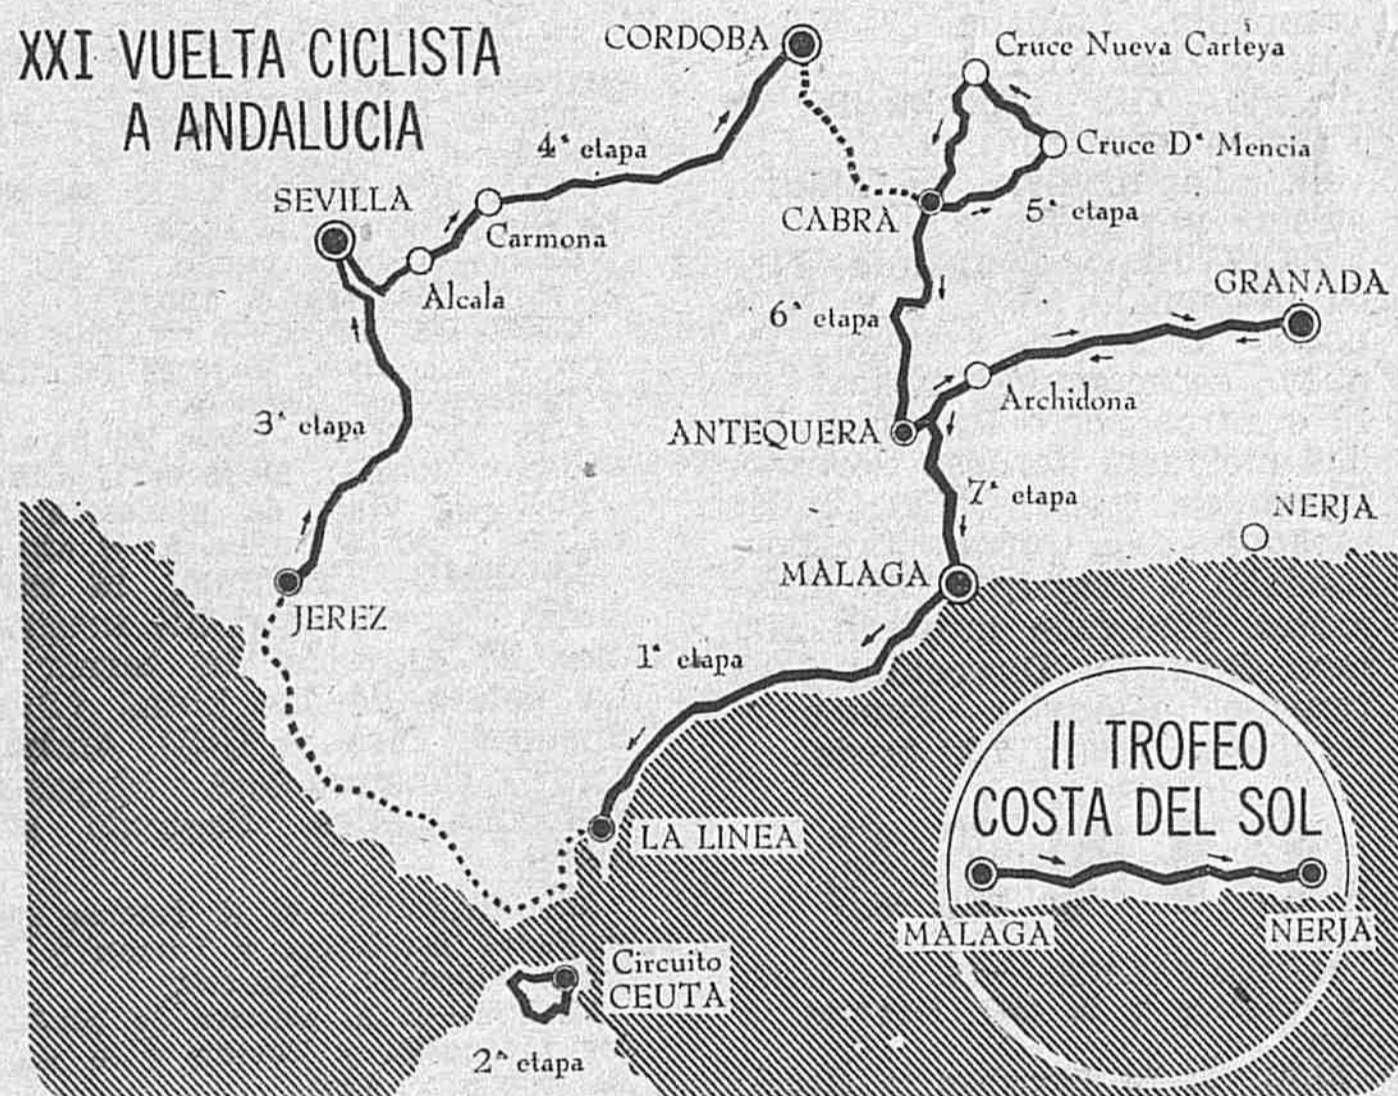 XXI VUELTA CICLISTA
A ANDALUCIA
CORDOBA
Cruce Nueva Carteya
4ª etapa
Cruce Dª Mencia
SEVILLA
Carmona
CABRA
5ª etapa
Alcala
6ª etapa
GRANADA
3ª etapa
Archidona
ANTEQUERA
7ª etapa
NERJA
MALAGA
JEREZ
1ª etapa
II TROFEO
COSTA DEL SOL
LA LINEA
MALAGA
NERJA
Circuito
CEUTA
2ª etapa